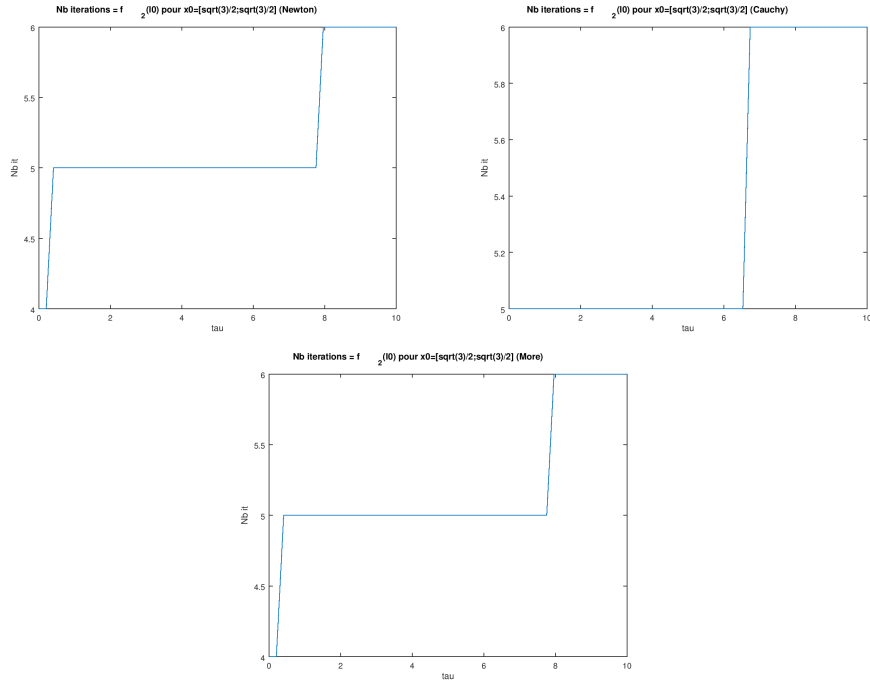 Nb iterations = f 2(l0) pour x0=[sqrt(3)/2;sqrt(3)/2] (Newton)
6
5.5
5
4.5
4
Nb it
0 2 4 6 8 10
tau
Nb iterations = f 2(l0) pour x0=[sqrt(3)/2;sqrt(3)/2] (Cauchy)
6
5.8
5.6
5.4
5.2
5
Nb it
0 2 4 6 8 10
tau
Nb iterations = f 2(l0) pour x0=[sqrt(3)/2;sqrt(3)/2] (More)
6
5.5
5
4.5
4
Nb it
0 2 4 6 8 10
tau